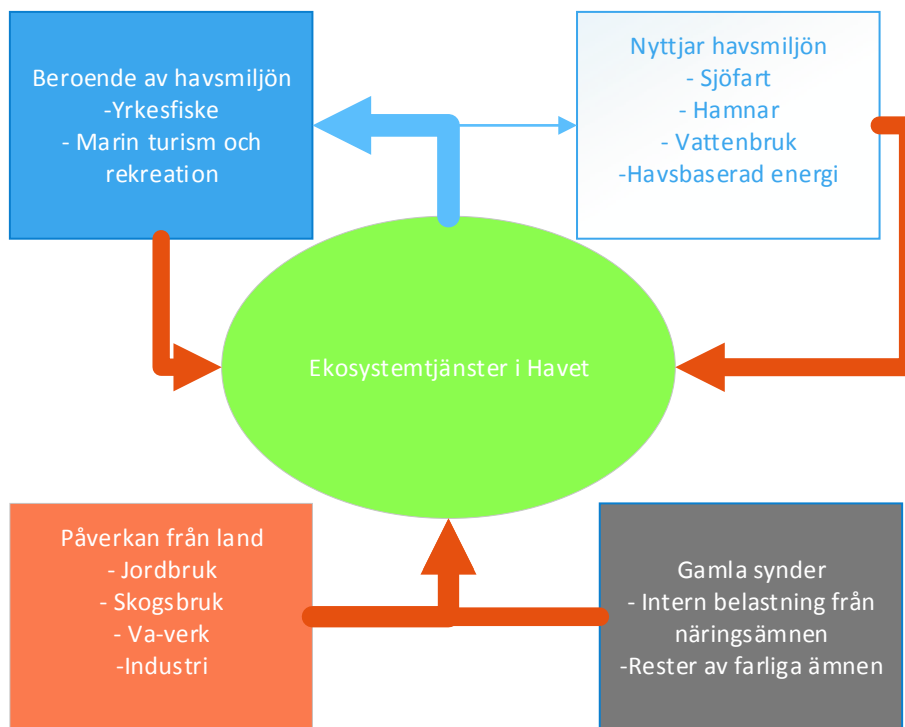 Beroende av havsmiljön
-Yrkesfiske
- Marin turism och
rekreation
Nyttjar havsmiljön
- Sjöfart
- Hamnar
- Vattenbruk
-Havsbaserad energi
Ekosystemtjänster i Havet
Påverkan från land
- Jordbruk
- Skogsbruk
- Va-verk
-Industri
Gamla synder
- Intern belastning från
näringsämnen
-Rester av farliga ämnen